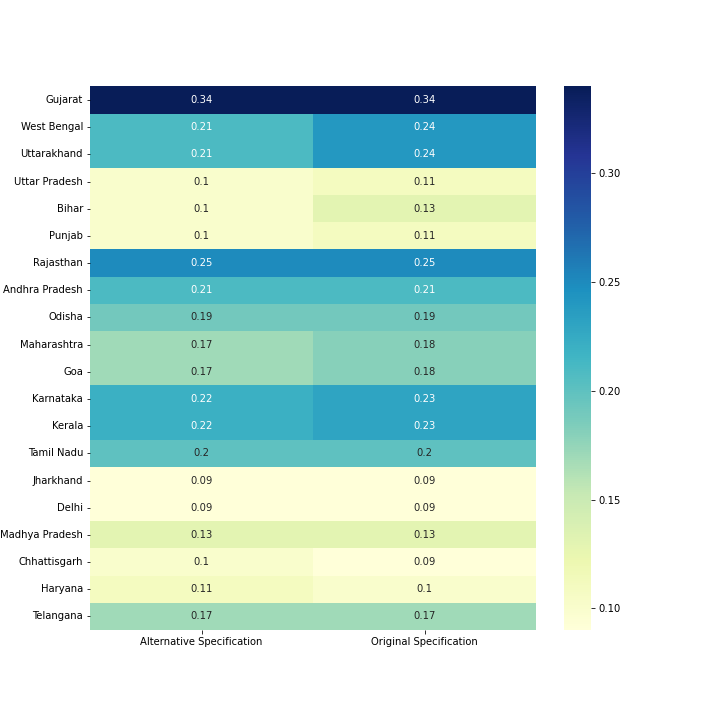 Gujarat 0.34 0.34
West Bengal 0.21 0.24
Uttarakhand 0.21 0.24
Uttar Pradesh 0.1 0.11
Bihar 0.1 0.13
Punjab 0.1 0.11
Rajasthan 0.25 0.25
Andhra Pradesh 0.21 0.21
Odisha 0.19 0.19
Maharashtra 0.17 0.18
Goa 0.17 0.18
Karnataka 0.22 0.23
Kerala 0.22 0.23
Tamil Nadu 0.2 0.2
Jharkhand 0.09 0.09
Delhi 0.09 0.09
Madhya Pradesh 0.13 0.13
Chhattisgarh 0.1 0.09
Haryana 0.11 0.1
Telangana 0.17 0.17
Alternative Specification Original Specification
0.30
0.25
0.20
0.15
0.10